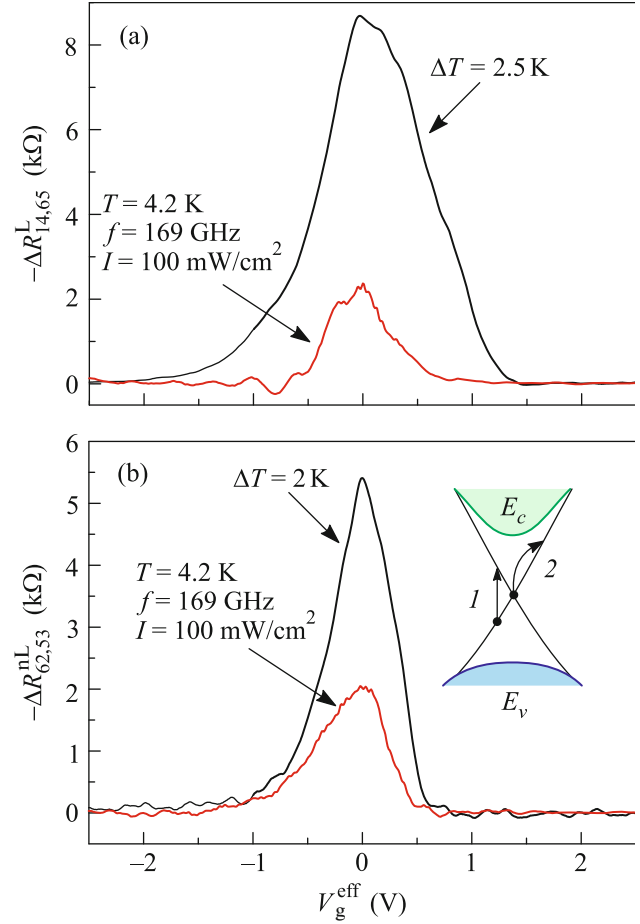 (a)
8
6
4
2
0
−ΔR^L_14,65 (kΩ)
ΔT = 2.5 K
T = 4.2 K
f = 169 GHz
I = 100 mW/cm²
(b)
6
5
4
3
2
1
0
−ΔR^nL_62,53 (kΩ)
ΔT = 2 K
T = 4.2 K
f = 169 GHz
I = 100 mW/cm²
E_c
1
2
E_v
−2 −1 0 1 2
V_g^eff (V)